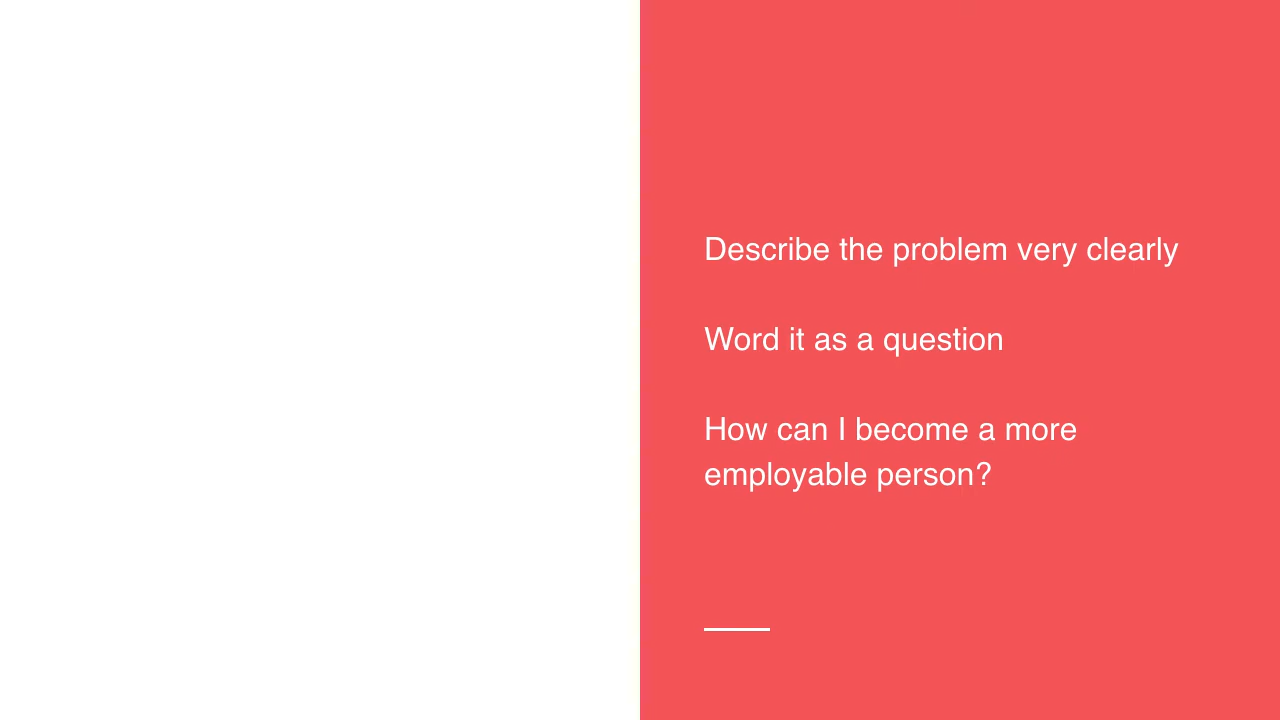 Describe the problem very clearly
Word it as a question
How can I become a more
employable person?